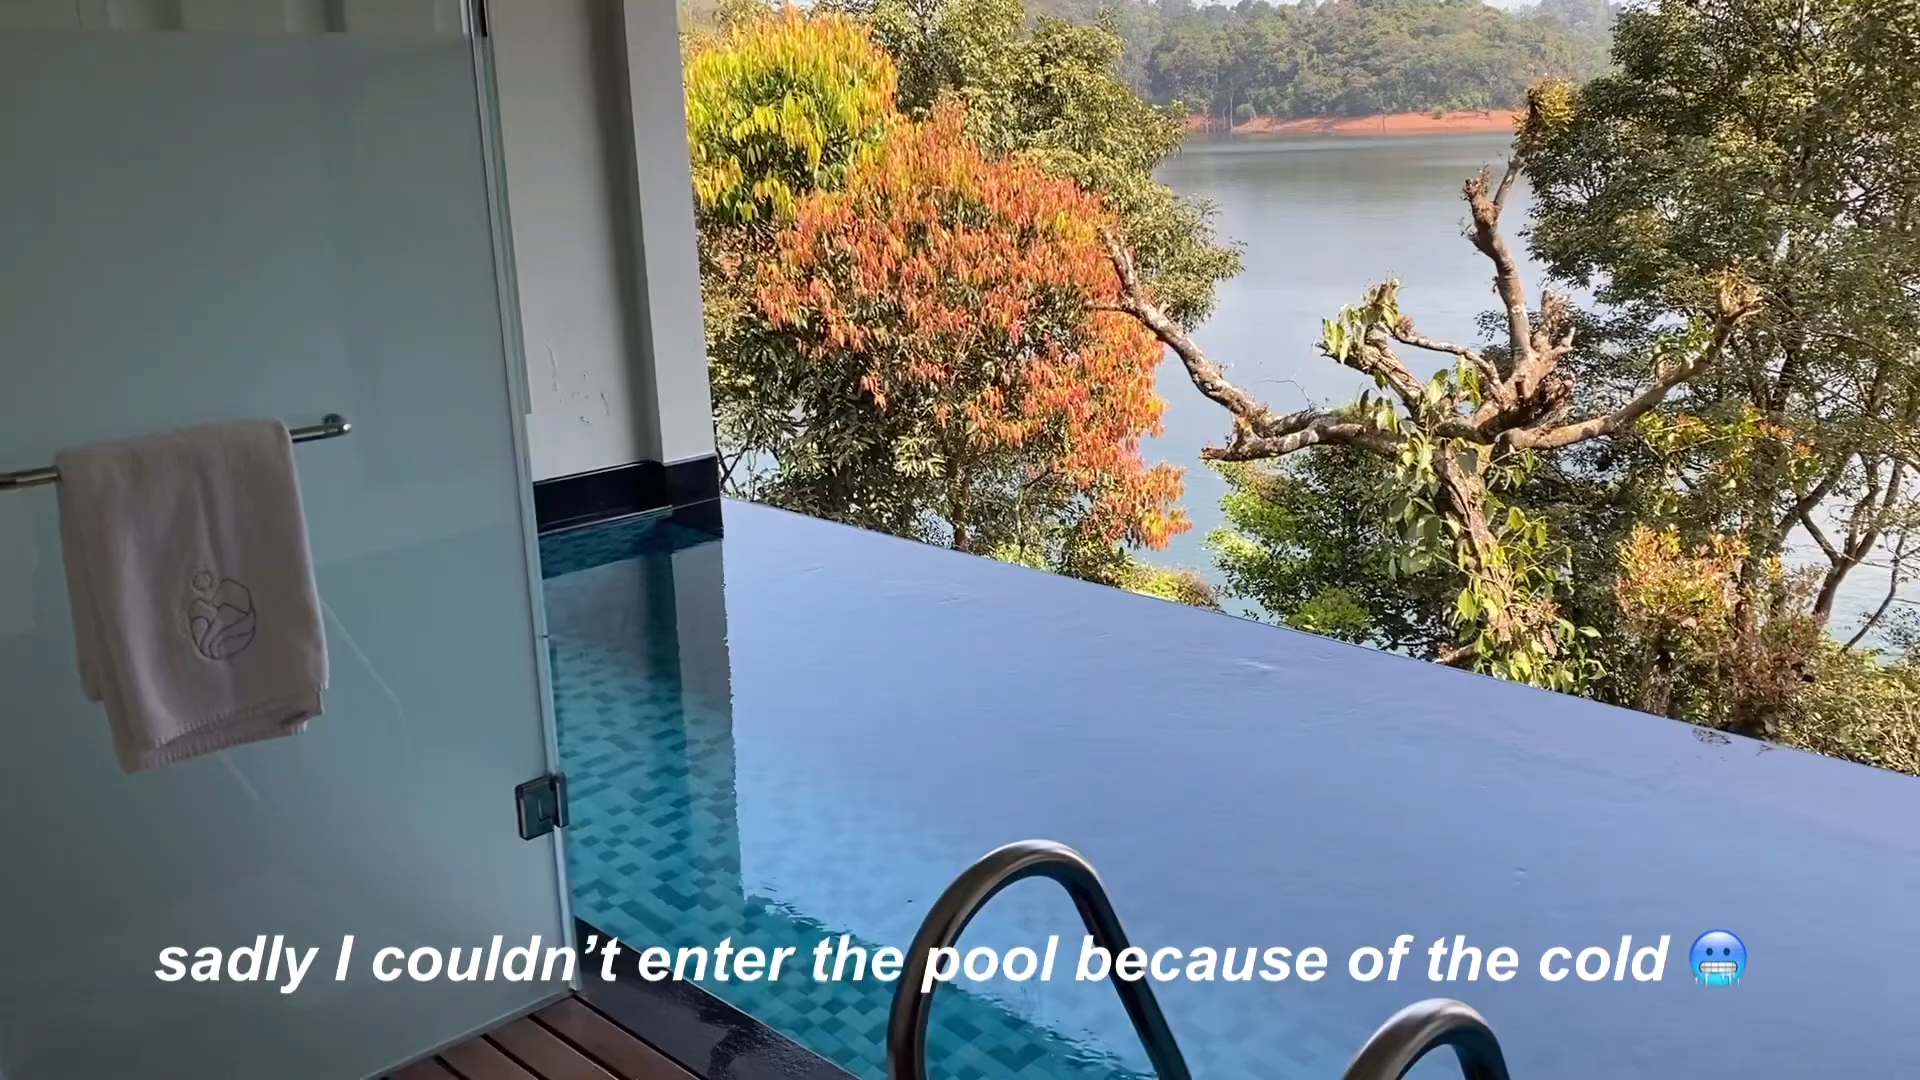 sadly I couldn’t enter the pool because of the cold 🥶